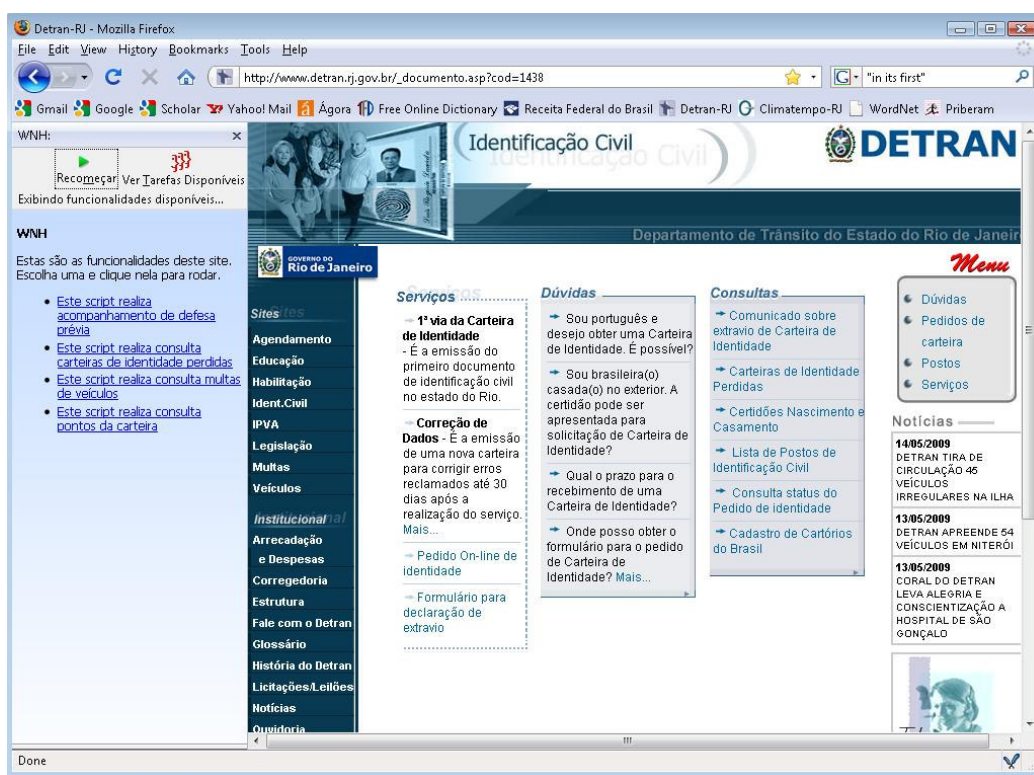 Detran-RJ - Mozilla Firefox
File Edit View History Bookmarks Tools Help
http://www.detran.rj.gov.br/_documento.asp?cod=1438
"in its first"
Gmail Google Scholar Yahoo! Mail Ágora Free Online Dictionary Receita Federal do Brasil Detran-RJ Climatempo-RJ WordNet Priberam
WNH: x
Recomeçar Ver Tarefas Disponíveis
Exibindo funcionalidades disponíveis...
WNH
Estas são as funcionalidades deste site.
Escolha uma e clique nela para rodar.
Este script realiza
acompanhamento de defesa
prévia
Este script realiza consulta
carteiras de identidade perdidas
Este script realiza consulta multas
de veículos
Este script realiza consulta
pontos da carteira
Identificação Civil
DETRAN
Departamento de Trânsito do Estado do Rio de Janeir
GOVERNO DO
Rio de Janeiro
Sites
Agendamento
Educação
Habilitação
Ident.Civil
IPVA
Legislação
Multas
Veículos
Institucional
Arrecadação
e Despesas
Corregedoria
Estrutura
Fale com o Detran
Glossário
História do Detran
Licitações/Leilões
Notícias
Ouvidoria
Serviços
1ª via da Carteira
de Identidade
- É a emissão do
primeiro documento
de identificação civil
no estado do Rio.
Correção de
Dados - É a emissão
de uma nova carteira
para corrigir erros
reclamados até 30
dias após a
realização do serviço.
Mais...
Pedido On-line de
identidade
Formulário para
declaração de
extravio
Dúvidas
Sou português e
desejo obter uma Carteira
de Identidade. É possível?
Sou brasileira(o)
casada(o) no exterior. A
certidão pode ser
apresentada para
solicitação de Carteira de
Identidade?
Qual o prazo para o
recebimento de uma
Carteira de Identidade?
Onde posso obter o
formulário para o pedido
de Carteira de
Identidade? Mais...
Consultas
Comunicado sobre
extravio de Carteira de
Identidade
Carteiras de Identidade
Perdidas
Certidões Nascimento e
Casamento
Lista de Postos de
Identificação Civil
Consulta status do
Pedido de identidade
Cadastro de Cartórios
do Brasil
Menu
Dúvidas
Pedidos de
carteira
Postos
Serviços
Notícias
14/05/2009
DETRAN TIRA DE
CIRCULAÇÃO 45
VEÍCULOS
IRREGULARES NA ILHA
13/05/2009
DETRAN APREENDE 54
VEÍCULOS EM NITERÓI
13/05/2009
CORAL DO DETRAN
LEVA ALEGRIA E
CONSCIENTIZAÇÃO A
HOSPITAL DE SÃO
GONÇALO
Done